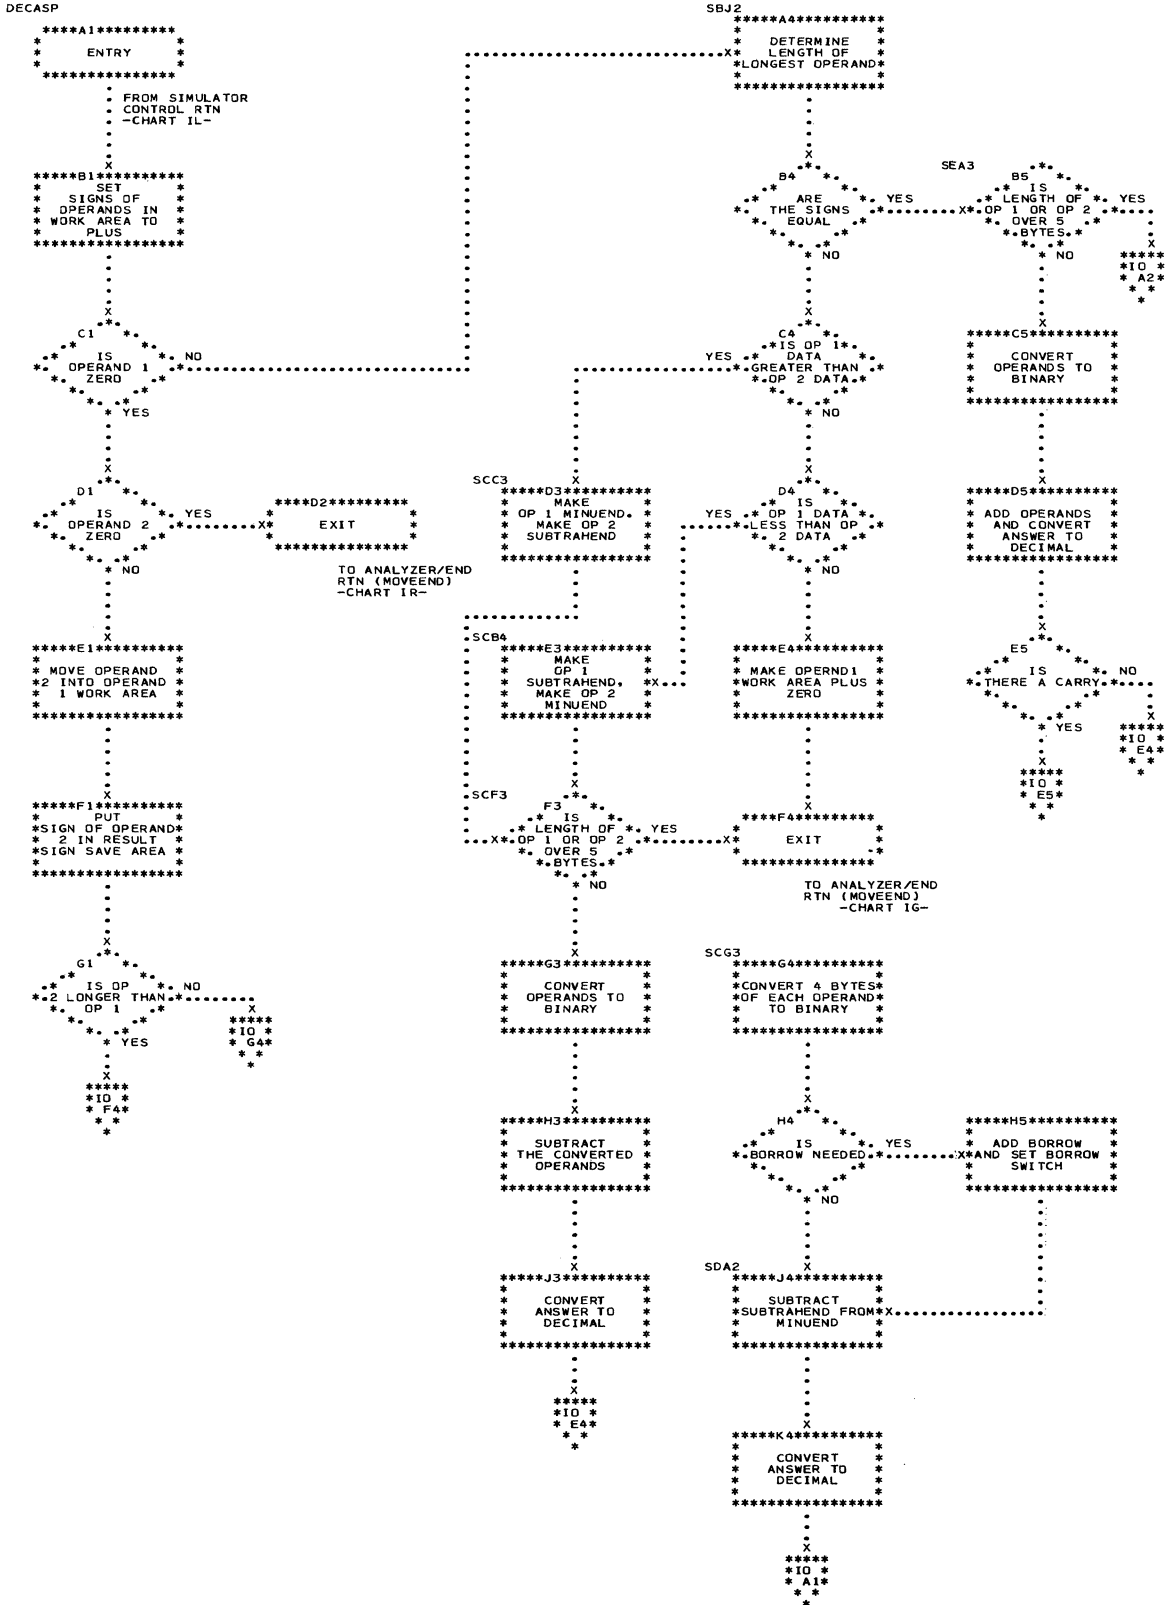 DECASP
A1
ENTRY
FROM SIMULATOR
CONTROL RTN
-CHART IL-
B1
SET
SIGNS OF
OPERANDS IN
WORK AREA TO
PLUS
C1
IS
OPERAND 1
ZERO
NO
YES
D1
IS
OPERAND 2
ZERO
YES
NO
D2
EXIT
TO ANALYZER/END
RTN (MOVEEND)
-CHART IR-
E1
MOVE OPERAND
2 INTO OPERAND
1 WORK AREA
F1
PUT
SIGN OF OPERAND
2 IN RESULT
SIGN SAVE AREA
G1
IS OP
2 LONGER THAN
OP 1
NO
YES
IO
G4
IO
F4
SBJ2
A4
DETERMINE
LENGTH OF
LONGEST OPERAND
B4
ARE
THE SIGNS
EQUAL
YES
NO
SEA3
B5
IS
LENGTH OF
OP 1 OR OP 2
OVER 5
BYTES
YES
NO
IO
A2
C4
IS OP 1
DATA
GREATER THAN
OP 2 DATA
YES
NO
C5
CONVERT
OPERANDS TO
BINARY
SCC3
D3
MAKE
OP 1 MINUEND.
MAKE OP 2
SUBTRAHEND
D4
IS
OP 1 DATA
LESS THAN OP
2 DATA
YES
NO
D5
ADD OPERANDS
AND CONVERT
ANSWER TO
DECIMAL
SCB4
E3
MAKE
OP 1
SUBTRAHEND,
MAKE OP 2
MINUEND
E4
MAKE OPERND1
WORK AREA PLUS
ZERO
E5
IS
THERE A CARRY
NO
YES
IO
E4
IO
E5
SCF3
F3
IS
LENGTH OF
OP 1 OR OP 2
OVER 5
BYTES
YES
NO
F4
EXIT
TO ANALYZER/END
RTN (MOVEEND)
-CHART IG-
G3
CONVERT
OPERANDS TO
BINARY
SCG3
G4
CONVERT 4 BYTES
OF EACH OPERAND
TO BINARY
H3
SUBTRACT
THE CONVERTED
OPERANDS
H4
IS
BORROW NEEDED
YES
NO
H5
ADD BORROW
AND SET BORROW
SWITCH
J3
CONVERT
ANSWER TO
DECIMAL
SDA2
J4
SUBTRACT
SUBTRAHEND FROM
MINUEND
IO
E4
K4
CONVERT
ANSWER TO
DECIMAL
IO
A1